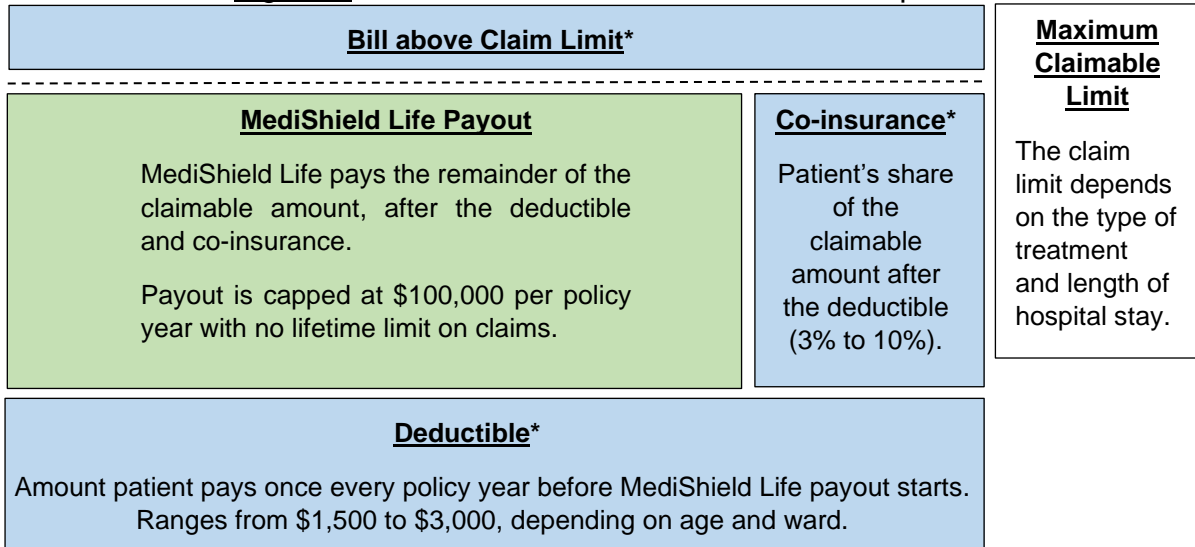 Bill above Claim Limit*
Maximum
Claimable
Limit
The claim
limit depends
on the type of
treatment
and length of
hospital stay.
MediShield Life Payout
MediShield Life pays the remainder of the
claimable amount, after the deductible
and co-insurance.
Payout is capped at $100,000 per policy
year with no lifetime limit on claims.
Co-insurance*
Patient’s share
of the
claimable
amount after
the deductible
(3% to 10%).
Deductible*
Amount patient pays once every policy year before MediShield Life payout starts.
Ranges from $1,500 to $3,000, depending on age and ward.